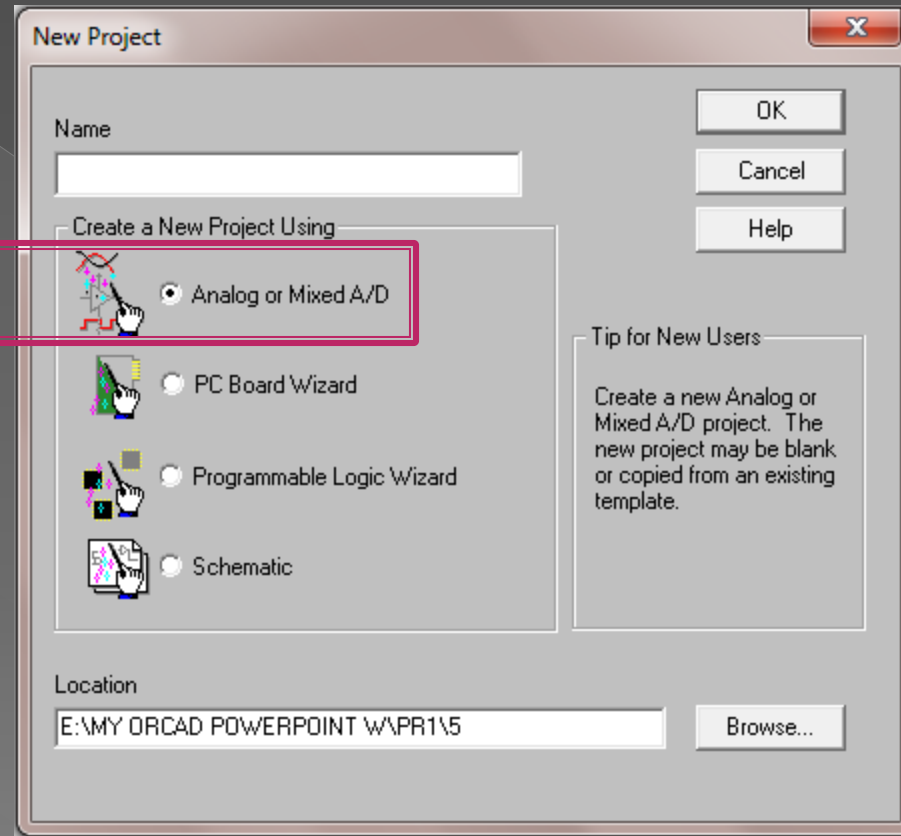 New Project
Name
OK
Cancel
Help
Create a New Project Using
Analog or Mixed A/D
PC Board Wizard
Programmable Logic Wizard
Schematic
Tip for New Users
Create a new Analog or
Mixed A/D project. The
new project may be blank
or copied from an existing
template.
Location
E:\MY ORCAD POWERPOINT W\PR1\5
Browse...